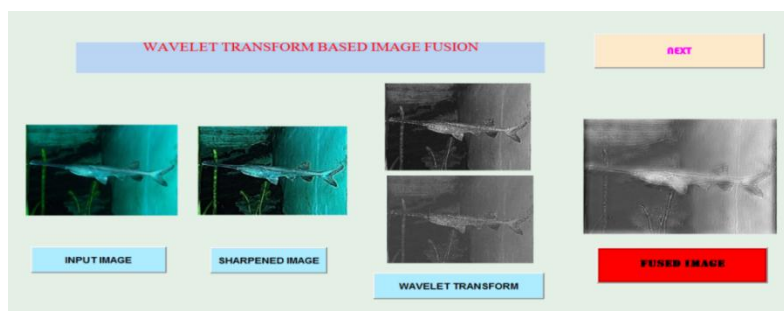 WAVELET TRANSFORM BASED IMAGE FUSION
NEXT
INPUT IMAGE
SHARPENED IMAGE
WAVELET TRANSFORM
FUSED IMAGE